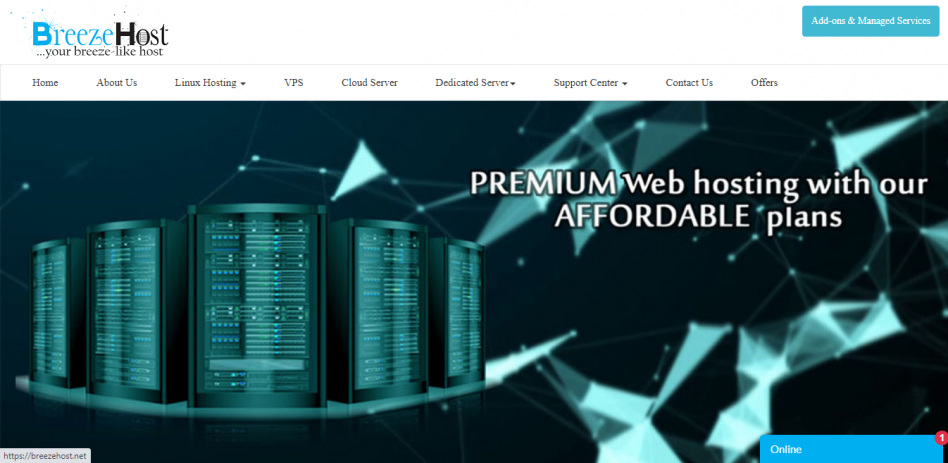 BreezeHost
...your breeze-like host
Add-ons & Managed Services
Home About Us Linux Hosting VPS Cloud Server Dedicated Server Support Center Contact Us Offers
PREMIUM Web hosting with our
AFFORDABLE plans
https://breezehost.net
Online
1